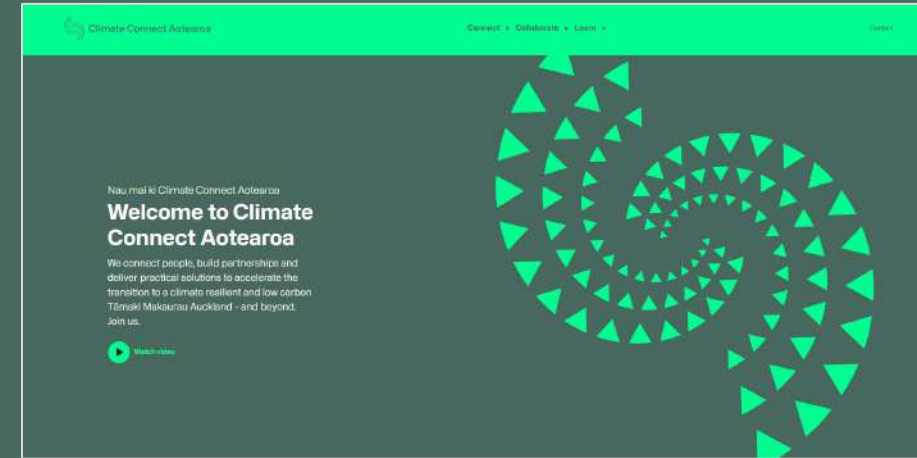 Climate Connect Aotearoa
Connect
Collaborate
Learn
Contact
Nau mai ki Climate Connect Aotearoa
Welcome to Climate
Connect Aotearoa
We connect people, build partnerships and
deliver practical solutions to accelerate the
transition to a climate resilient and low carbon
Tāmaki Makaurau Auckland - and beyond.
Join us.
Watch video